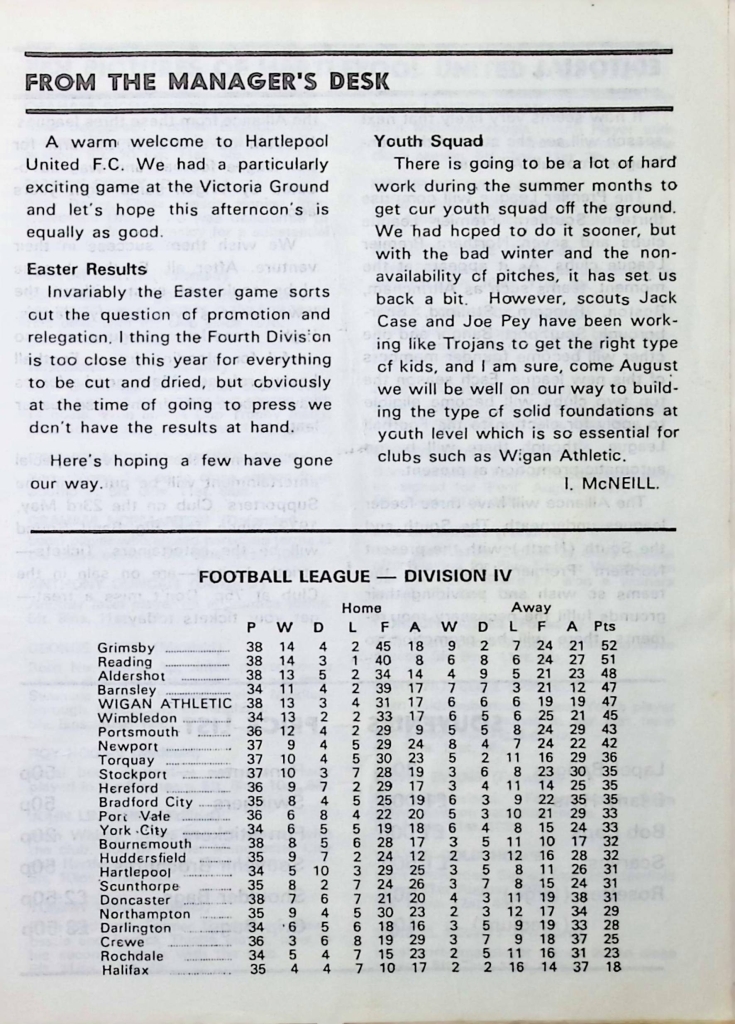 FROM THE MANAGER'S DESK
A warm welcome to Hartlepool
United F.C. We had a particularly
exciting game at the Victoria Ground
and let's hope this afternoon's is
equally as good.
Easter Results
Invariably the Easter game sorts
out the question of promotion and
relegation. I thing the Fourth Division
is too close this year for everything
to be cut and dried, but obviously
at the time of going to press we
don't have the results at hand.
Here's hoping a few have gone
our way.
Youth Squad
There is going to be a lot of hard
work during the summer months to
get our youth squad off the ground.
We had hoped to do it sooner, but
with the bad winter and the non-
availability of pitches, it has set us
back a bit. However, scouts Jack
Case and Joe Pey have been work-
ing like Trojans to get the right type
of kids, and I am sure, come August
we will be well on our way to build-
ing the type of solid foundations at
youth level which is so essential for
clubs such as Wigan Athletic.
I. McNEILL.
FOOTBALL LEAGUE — DIVISION IV
Home Away
P W D L F A W D L F A Pts
Grimsby 38 14 4 2 45 18 9 2 7 24 21 52
Reading 38 14 3 1 40 8 6 8 6 24 27 51
Aldershot 38 13 5 2 34 14 4 9 5 21 23 48
Barnsley 34 11 4 2 39 17 7 7 3 21 12 47
WIGAN ATHLETIC 38 13 3 4 31 17 6 6 6 19 19 47
Wimbledon 34 13 2 2 33 17 6 5 6 25 21 45
Portsmouth 36 12 4 2 29 9 5 5 8 24 29 43
Newport 37 9 4 5 29 24 8 4 7 24 22 42
Torquay 37 10 4 5 30 23 5 2 11 16 29 36
Stockport 37 10 3 7 28 19 3 6 8 23 30 35
Hereford 36 9 7 2 29 17 3 4 11 14 25 35
Bradford City 35 8 4 5 25 19 6 3 9 22 35 35
Port Vale 36 6 8 4 22 20 5 3 10 21 29 33
York City 34 6 5 5 19 18 6 4 8 15 24 33
Bournemouth 38 8 5 6 28 17 3 5 11 10 17 32
Huddersfield 35 9 7 2 24 12 2 3 12 16 28 32
Hartlepool 34 5 10 3 29 25 3 5 8 11 26 31
Scunthorpe 35 8 2 7 24 26 3 7 8 15 24 31
Doncaster 38 7 6 7 21 20 4 3 11 19 38 31
Northampton 35 9 4 5 30 23 2 3 12 17 34 29
Darlington 34 6 5 6 18 16 3 5 9 19 33 28
Crewe 36 3 6 8 19 29 3 7 9 18 37 25
Rochdale 34 5 4 7 15 23 2 5 11 16 31 23
Halifax 35 4 4 7 10 17 2 2 16 14 37 18